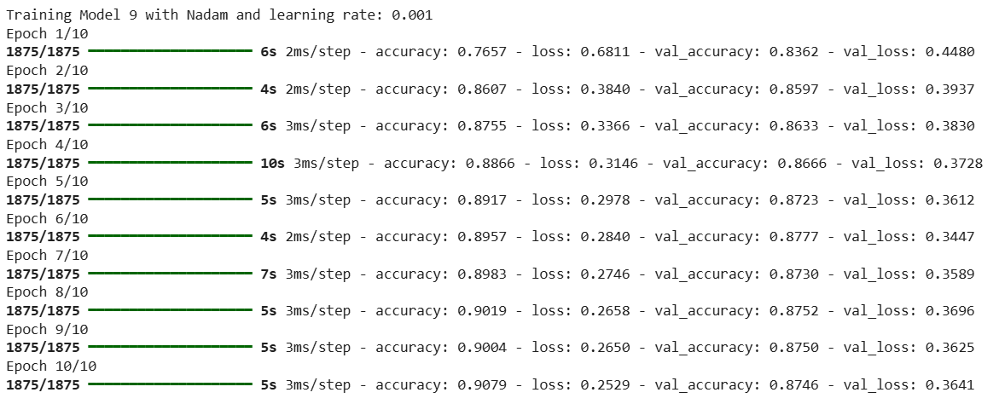 Training Model 9 with Nadam and learning rate: 0.001
Epoch 1/10
1875/1875 ━━━━━━━━━━━━━━━━━━━━ 6s 2ms/step - accuracy: 0.7657 - loss: 0.6811 - val_accuracy: 0.8362 - val_loss: 0.4480
Epoch 2/10
1875/1875 ━━━━━━━━━━━━━━━━━━━━ 4s 2ms/step - accuracy: 0.8607 - loss: 0.3840 - val_accuracy: 0.8597 - val_loss: 0.3937
Epoch 3/10
1875/1875 ━━━━━━━━━━━━━━━━━━━━ 6s 3ms/step - accuracy: 0.8755 - loss: 0.3366 - val_accuracy: 0.8633 - val_loss: 0.3830
Epoch 4/10
1875/1875 ━━━━━━━━━━━━━━━━━━━━ 10s 3ms/step - accuracy: 0.8866 - loss: 0.3146 - val_accuracy: 0.8666 - val_loss: 0.3728
Epoch 5/10
1875/1875 ━━━━━━━━━━━━━━━━━━━━ 5s 3ms/step - accuracy: 0.8917 - loss: 0.2978 - val_accuracy: 0.8723 - val_loss: 0.3612
Epoch 6/10
1875/1875 ━━━━━━━━━━━━━━━━━━━━ 4s 2ms/step - accuracy: 0.8957 - loss: 0.2840 - val_accuracy: 0.8777 - val_loss: 0.3447
Epoch 7/10
1875/1875 ━━━━━━━━━━━━━━━━━━━━ 7s 3ms/step - accuracy: 0.8983 - loss: 0.2746 - val_accuracy: 0.8730 - val_loss: 0.3589
Epoch 8/10
1875/1875 ━━━━━━━━━━━━━━━━━━━━ 5s 3ms/step - accuracy: 0.9019 - loss: 0.2658 - val_accuracy: 0.8752 - val_loss: 0.3696
Epoch 9/10
1875/1875 ━━━━━━━━━━━━━━━━━━━━ 5s 3ms/step - accuracy: 0.9004 - loss: 0.2650 - val_accuracy: 0.8750 - val_loss: 0.3625
Epoch 10/10
1875/1875 ━━━━━━━━━━━━━━━━━━━━ 5s 3ms/step - accuracy: 0.9079 - loss: 0.2529 - val_accuracy: 0.8746 - val_loss: 0.3641